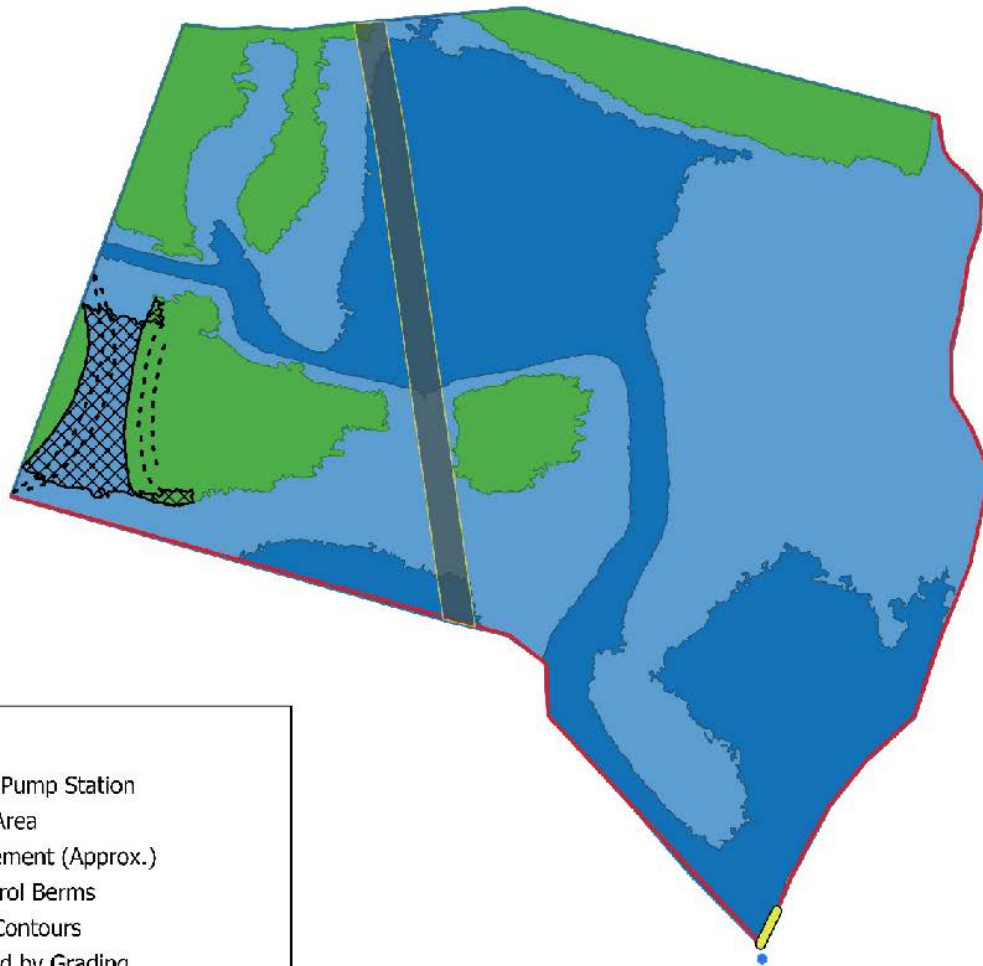 Pump Station
Area
ement (Approx.)
rol Berms
Contours
d by Grading